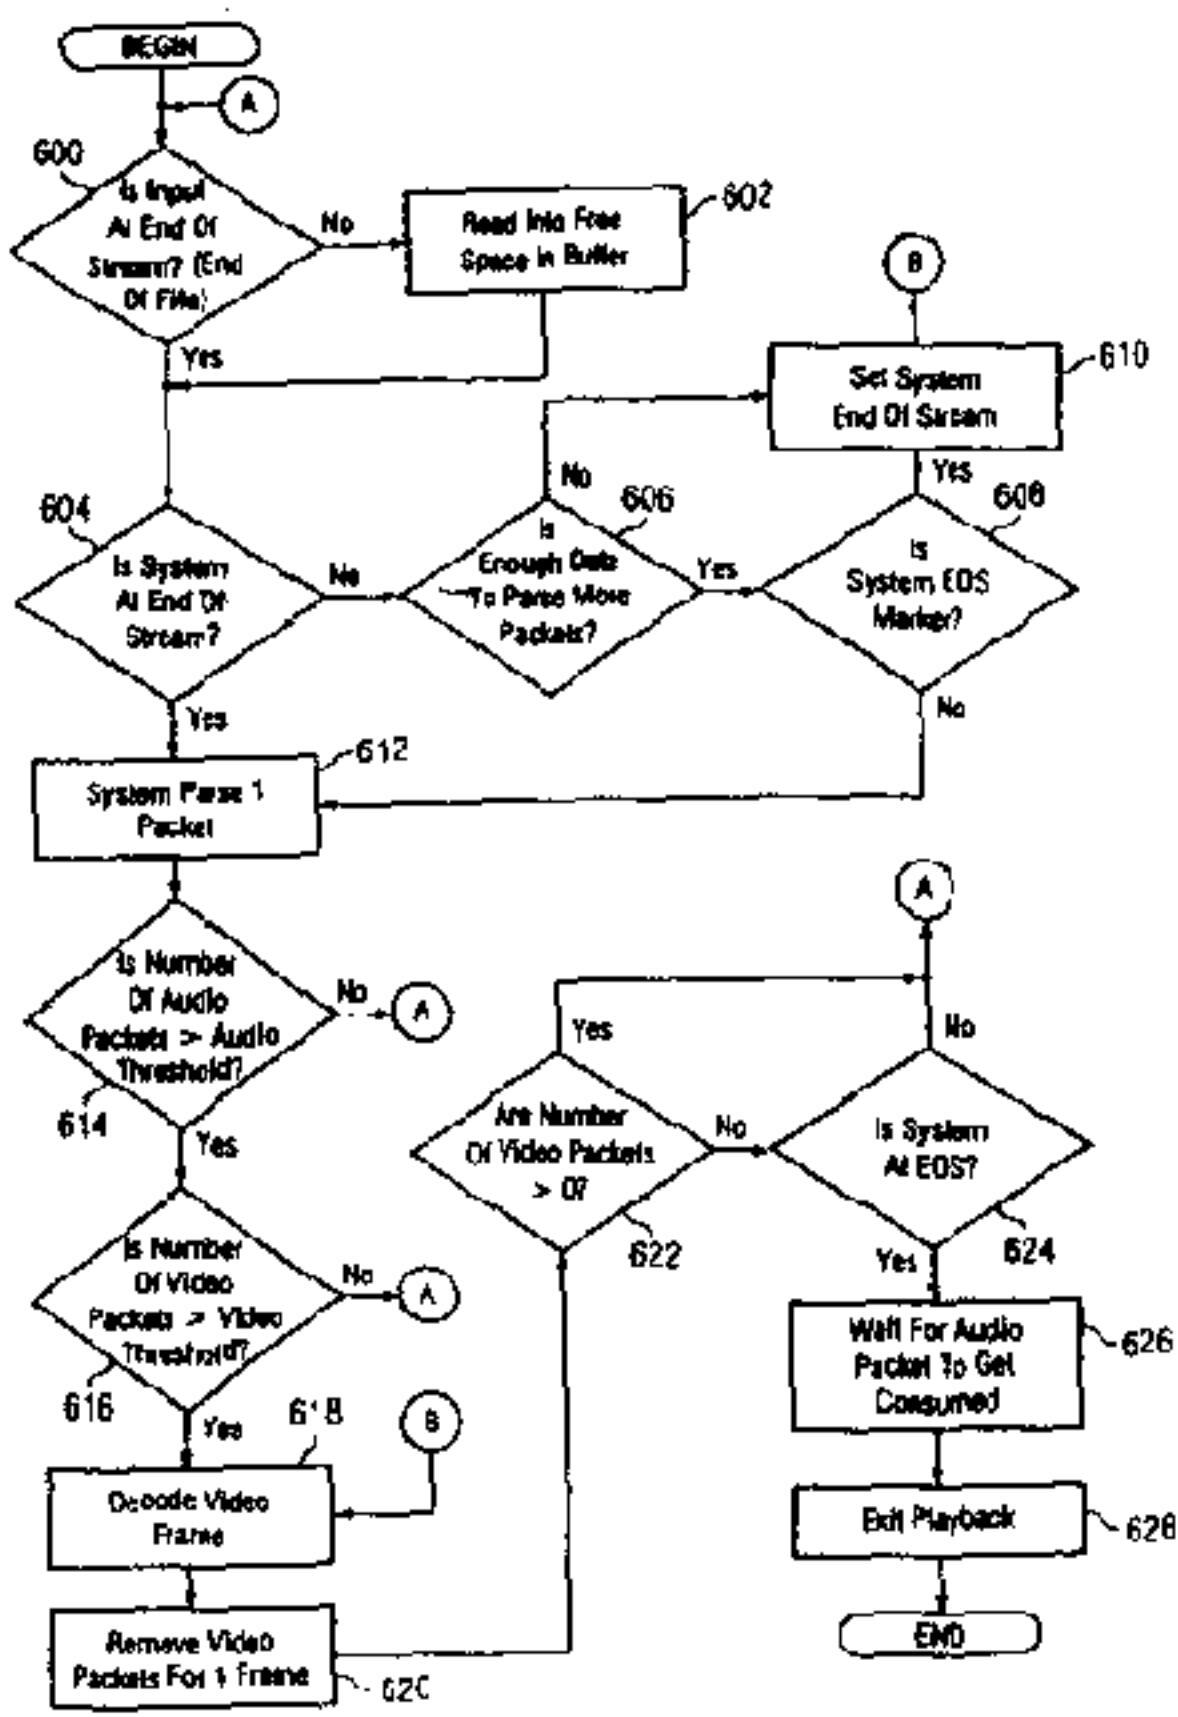 BEGIN
A
600
Is Input
At End Of
Stream? (End
Of File)
No
Read Into Free
Space In Buffer
602
Yes
B
Set System
End Of Stream
610
Yes
No
604
Is System
At End Of
Stream?
No
606
Is
Enough Data
To Parse More
Packets?
Yes
608
Is
System EOS
Marker?
No
Yes
612
System Parse 1
Packet
Is Number
Of Audio
Packets > Audio
Threshold?
No
A
614
Yes
A
Yes
No
Are Number
Of Video Packets
> 0?
No
622
Is System
At EOS?
624
Yes
Is Number
Of Video
Packets > Video
Threshold?
No
A
616
Yes
618
B
Decode Video
Frame
Remove Video
Packets For 1 Frame
620
Wait For Audio
Packet To Get
Consumed
626
Exit Playback
628
END